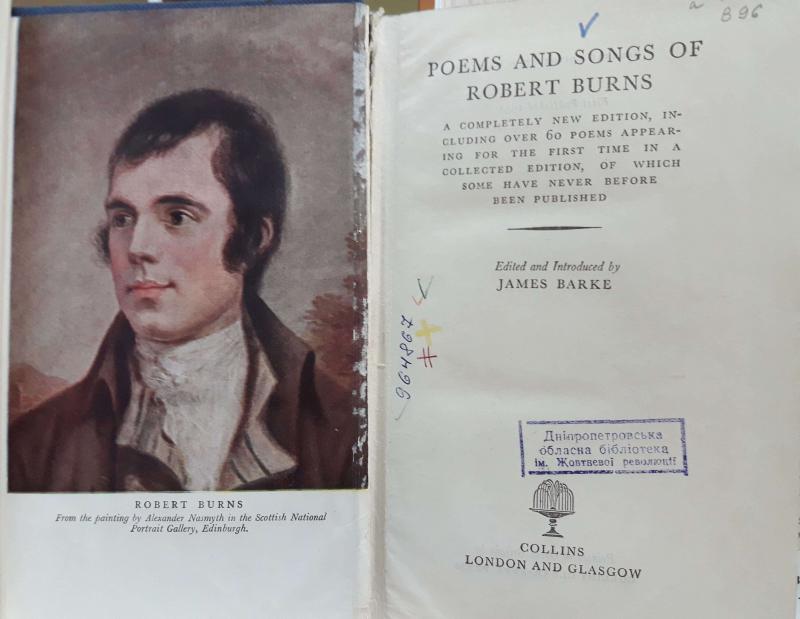 ROBERT BURNS
From the painting by Alexander Nasmyth in the Scottish National
Portrait Gallery, Edinburgh.
896
POEMS AND SONGS OF
ROBERT BURNS
A COMPLETELY NEW EDITION, IN-
CLUDING OVER 60 POEMS APPEAR-
ING FOR THE FIRST TIME IN A
COLLECTED EDITION, OF WHICH
SOME HAVE NEVER BEFORE
BEEN PUBLISHED
Edited and Introduced by
JAMES BARKE
964867
Дніпропетровська
обласна бібліотека
ім. Жовтневої революції
COLLINS
LONDON AND GLASGOW